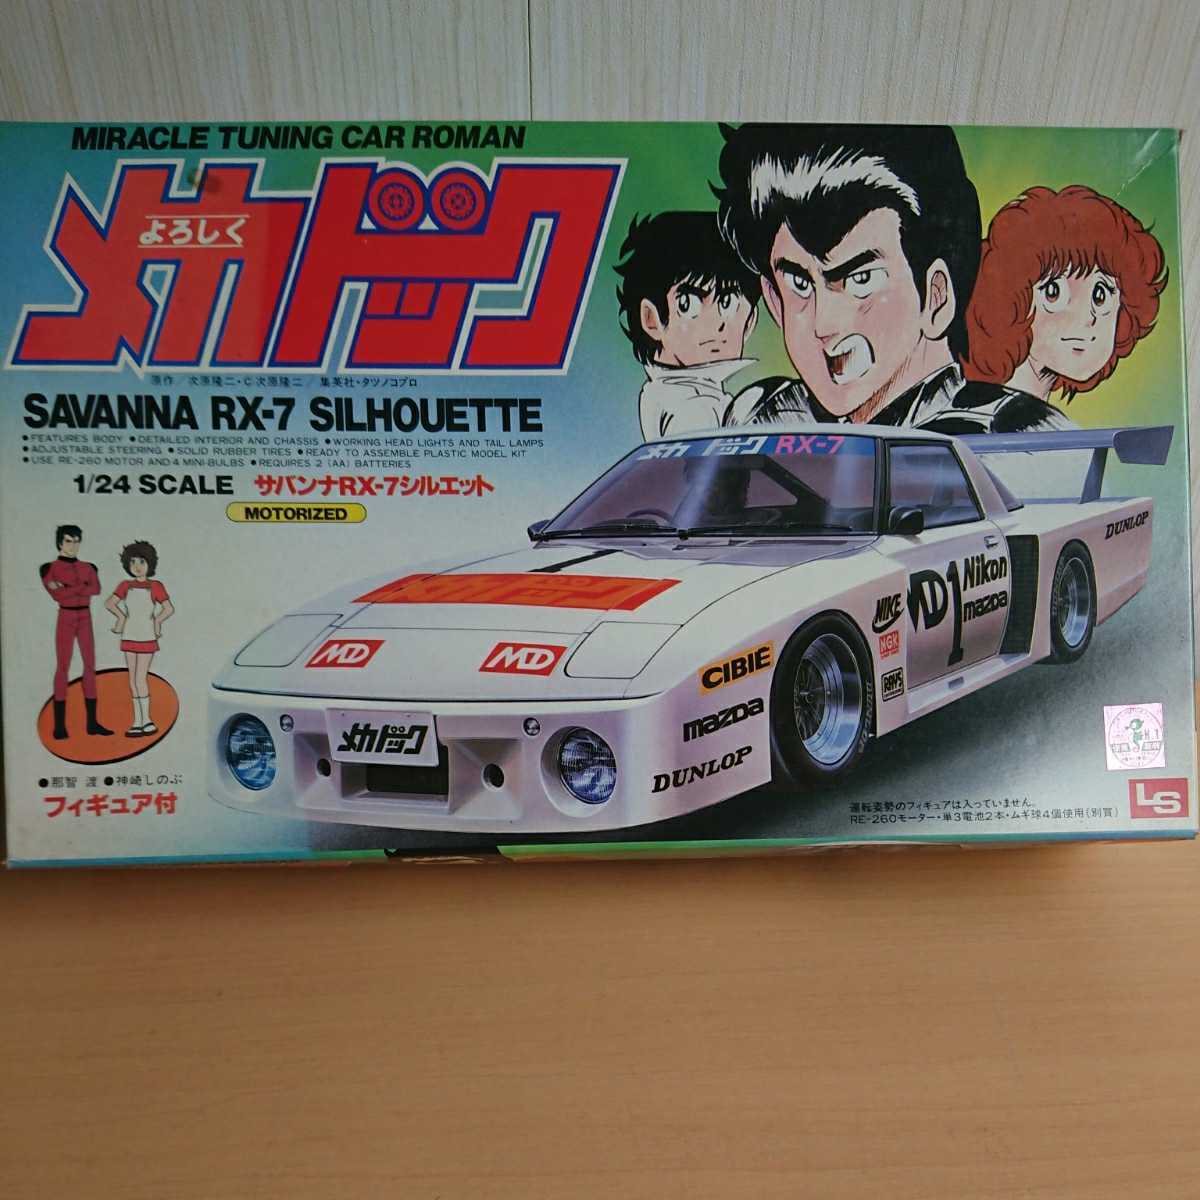 MIRACLE TUNING CAR ROMAN
よろしく
メカドック
原作/次原隆二・©次原隆二/集英社・タツノコプロ
SAVANNA RX-7 SILHOUETTE
●FEATURES BODY ●DETAILED INTERIOR AND CHASSIS ●WORKING HEAD LIGHTS AND TAIL LAMPS
●ADJUSTABLE STEERING ●SOLID RUBBER TIRES ●READY TO ASSEMBLE PLASTIC MODEL KIT
●USE RE-260 MOTOR AND 4 MINI-BULBS ●REQUIRES 2 (AA) BATTERIES
1/24 SCALE サバンナRX-7シルエット
MOTORIZED
メカ ドック RX-7
DUNLOP
メカドック
MD
MD
メカドック
CIBIE
mazda
DUNLOP
NIKE
NGK
RAYS
MD
1
Nikon
mazda
●那智 渡 ●神崎しのぶ
フィギュア付
運転姿勢のフィギュアは入っていません。
RE-260モーター・単3電池2本・ムギ球4個使用(別買)
LS